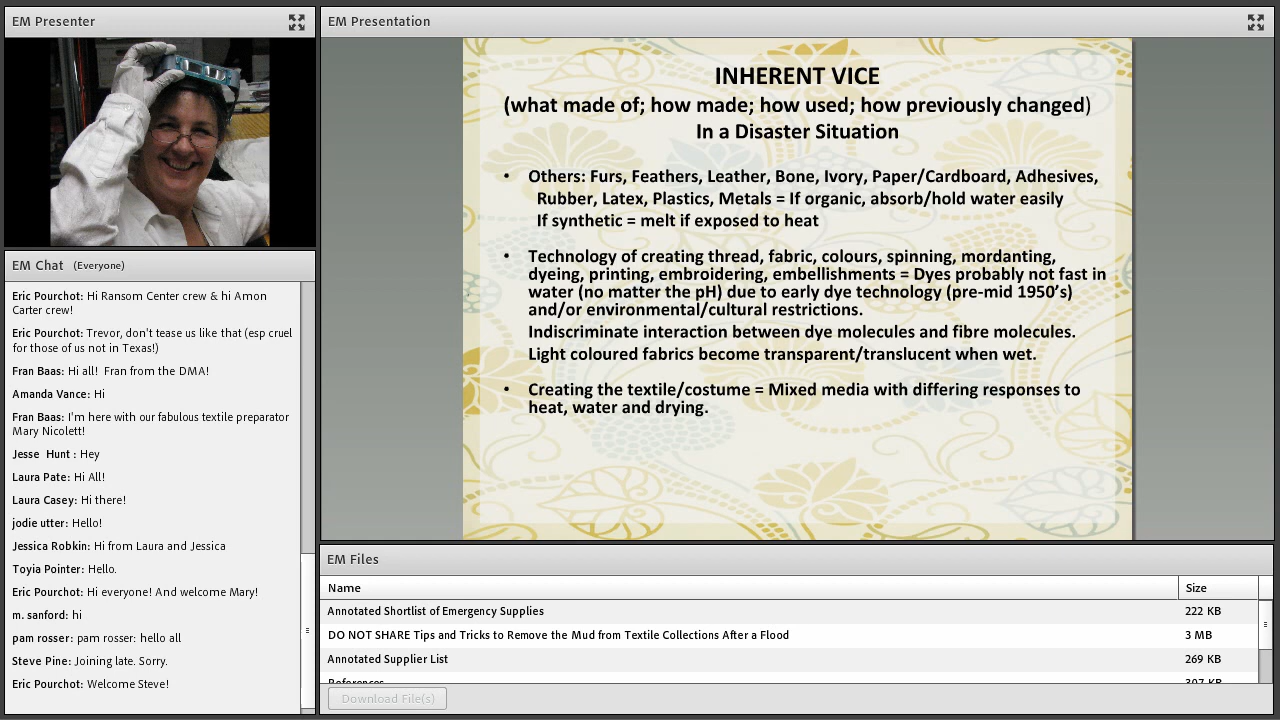 EM Presenter
EM Presentation
INHERENT VICE
(what made of; how made; how used; how previously changed)
In a Disaster Situation
• Others: Furs, Feathers, Leather, Bone, Ivory, Paper/Cardboard, Adhesives,
Rubber, Latex, Plastics, Metals = If organic, absorb/hold water easily
If synthetic = melt if exposed to heat
• Technology of creating thread, fabric, colours, spinning, mordanting,
dyeing, printing, embroidering, embellishments = Dyes probably not fast in
water (no matter the pH) due to early dye technology (pre-mid 1950's)
and/or environmental/cultural restrictions.
Indiscriminate interaction between dye molecules and fibre molecules.
Light coloured fabrics become transparent/translucent when wet.
• Creating the textile/costume = Mixed media with differing responses to
heat, water and drying.
EM Chat (Everyone)
Eric Pourchot: Hi Ransom Center crew & hi Amon
Carter crew!
Eric Pourchot: Trevor, don't tease us like that (esp cruel
for those of us not in Texas!)
Fran Baas: Hi all! Fran from the DMA!
Amanda Vance: Hi
Fran Baas: I'm here with our fabulous textile preparator
Mary Nicolett!
Jesse Hunt : Hey
Laura Pate: Hi All!
Laura Casey: Hi there!
jodie utter: Hello!
Jessica Robkin: Hi from Laura and Jessica
Toyia Pointer: Hello.
Eric Pourchot: Hi everyone! And welcome Mary!
m. sanford: hi
pam rosser: pam rosser: hello all
Steve Pine: Joining late. Sorry.
Eric Pourchot: Welcome Steve!
EM Files
Name Size
Annotated Shortlist of Emergency Supplies 222 KB
DO NOT SHARE Tips and Tricks to Remove the Mud from Textile Collections After a Flood 3 MB
Annotated Supplier List 269 KB
References 307 KB
Download File(s)